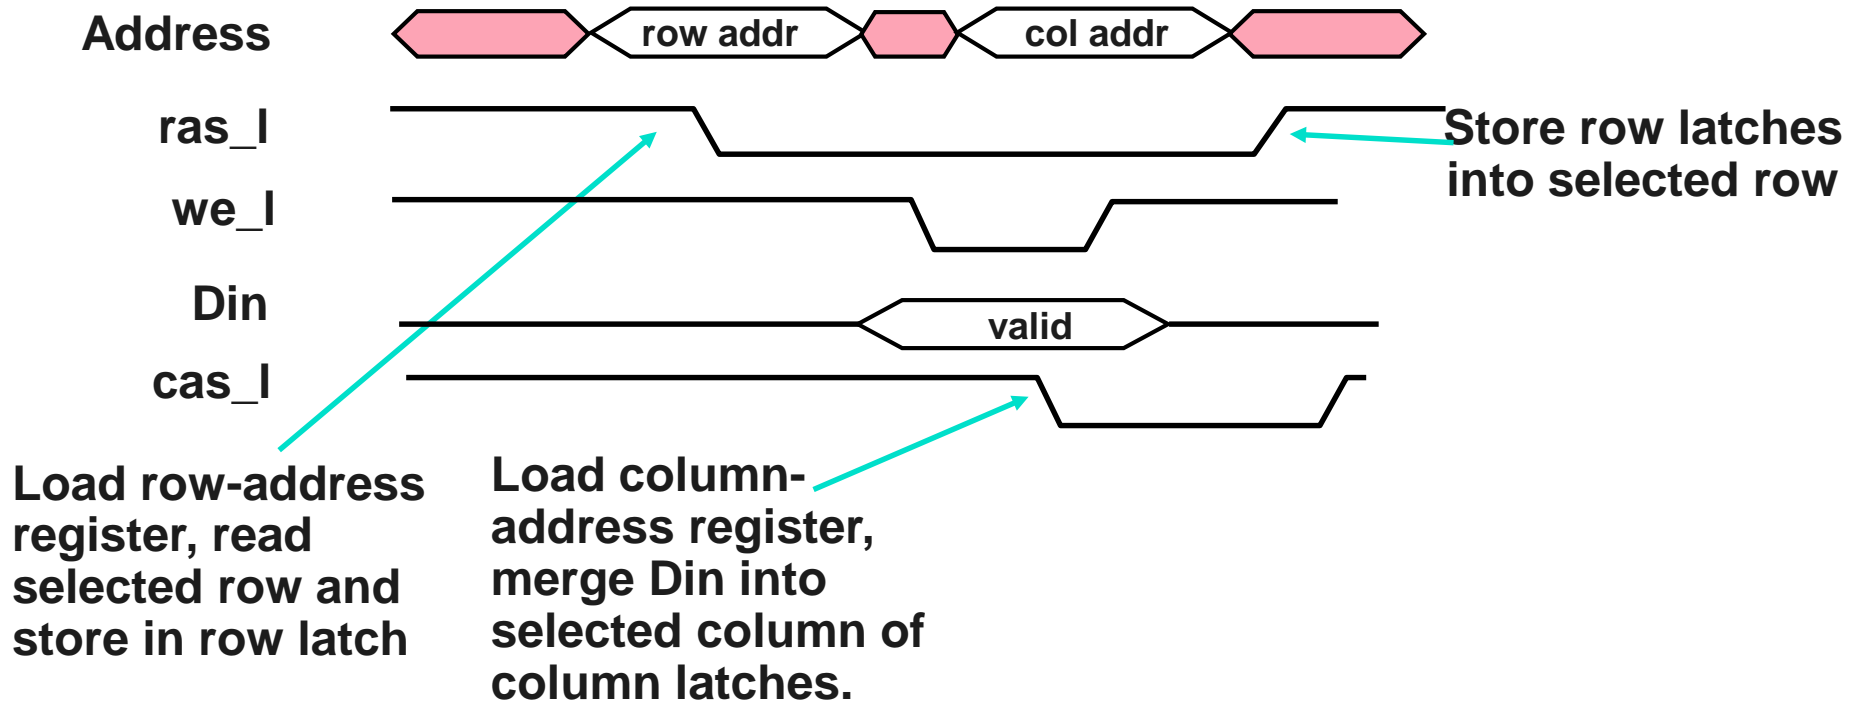 Address
row addr
col addr
ras_l
Store row latches
into selected row
we_l
Din
valid
cas_l
Load row-address
register, read
selected row and
store in row latch
Load column-
address register,
merge Din into
selected column of
column latches.